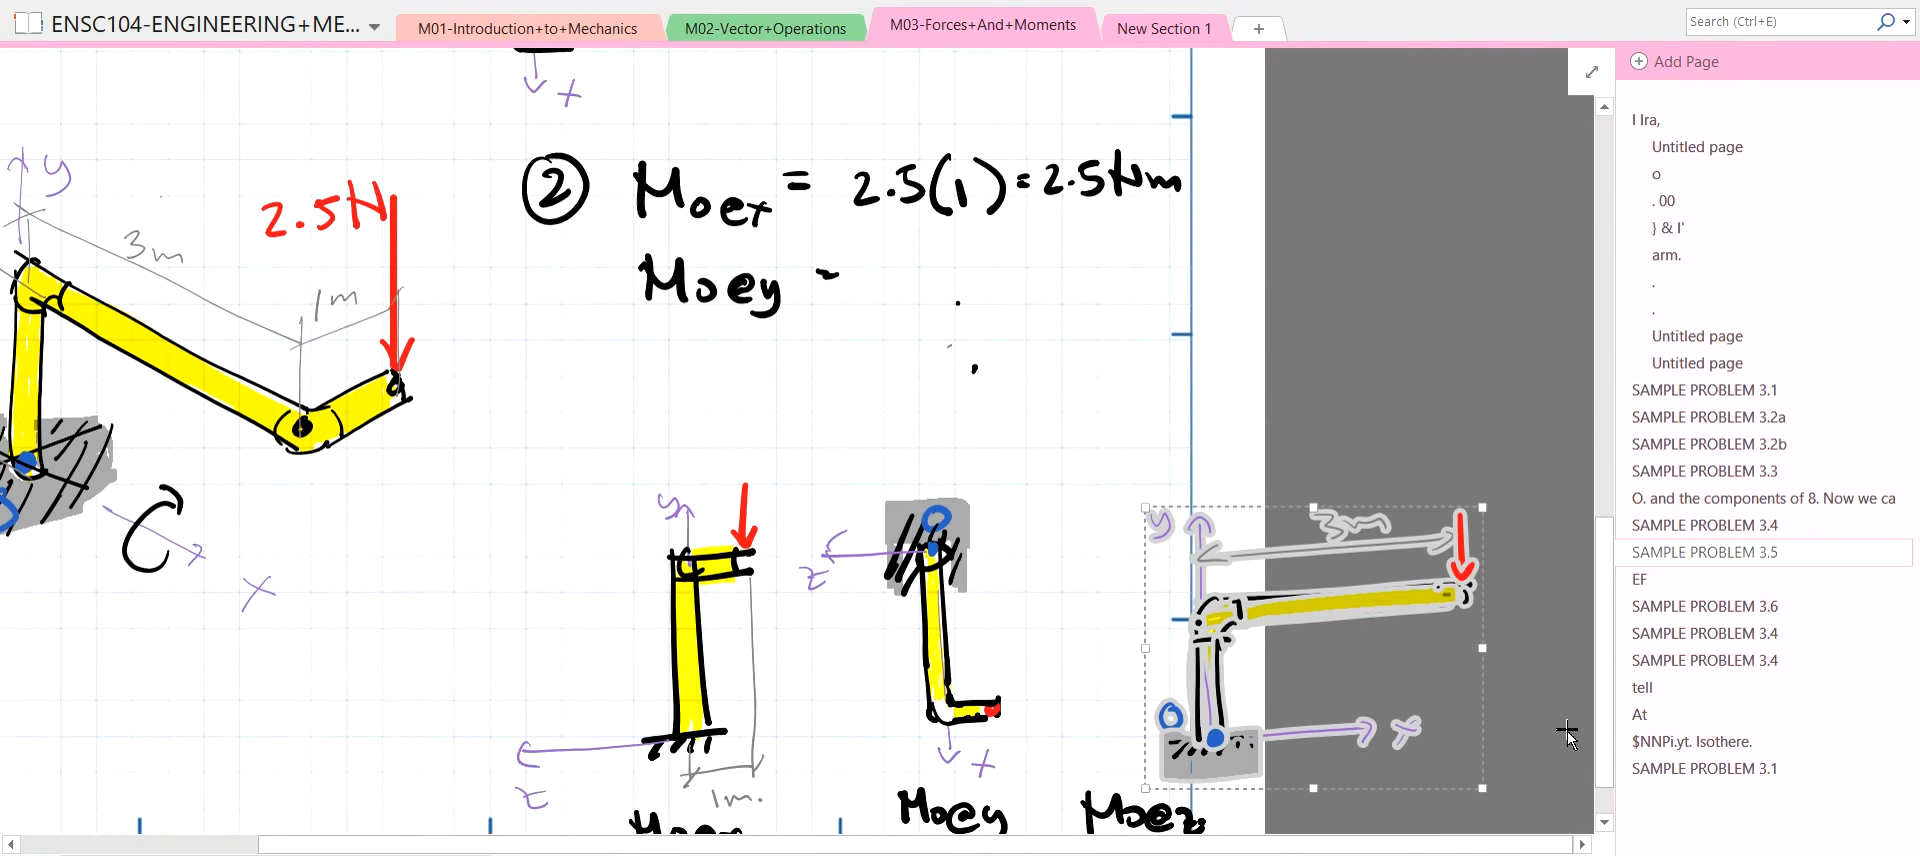 ENSC104-ENGINEERING+ME...
M01-Introduction+to+Mechanics
M02-Vector+Operations
M03-Forces+And+Moments
New Section 1
+
Search (Ctrl+E)
Add Page
I Ira,
Untitled page
o
. 00
} & I'
arm.
.
.
Untitled page
Untitled page
SAMPLE PROBLEM 3.1
SAMPLE PROBLEM 3.2a
SAMPLE PROBLEM 3.2b
SAMPLE PROBLEM 3.3
O. and the components of 8. Now we ca
SAMPLE PROBLEM 3.4
SAMPLE PROBLEM 3.5
EF
SAMPLE PROBLEM 3.6
SAMPLE PROBLEM 3.4
SAMPLE PROBLEM 3.4
tell
At
$NNPi.yt. Isothere.
SAMPLE PROBLEM 3.1
x
② Moex = 2.5(1) = 2.5Nm
Moey =
y
2.5N
3m
1m
x
y
z
1m.
O
z
x
Moey
y
3m
O
x
Moez